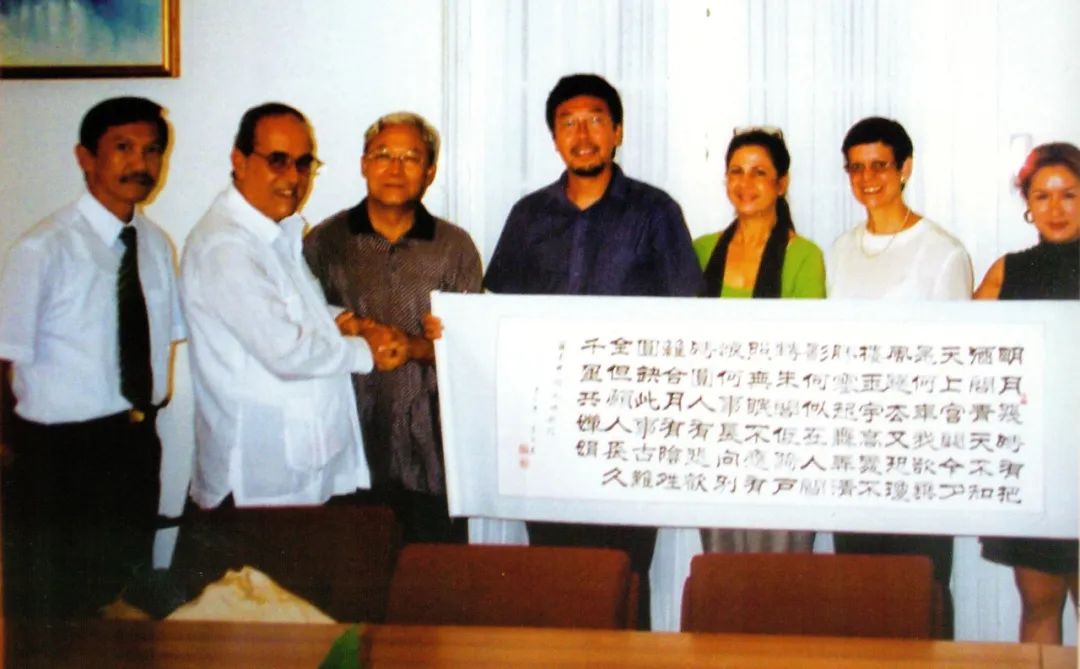 明月幾時有把
酒問青天不知
天上宮闕今夕
是何年我欲乘
風歸去又恐瓊
樓玉宇高處不
勝寒起舞弄清
影何似在人間
轉朱閣低綺戶
照無眠不應有
恨何事長向別
時圓人有悲歡
離合月有陰晴
圓缺此事古難
全但願人長久
千里共嬋娟